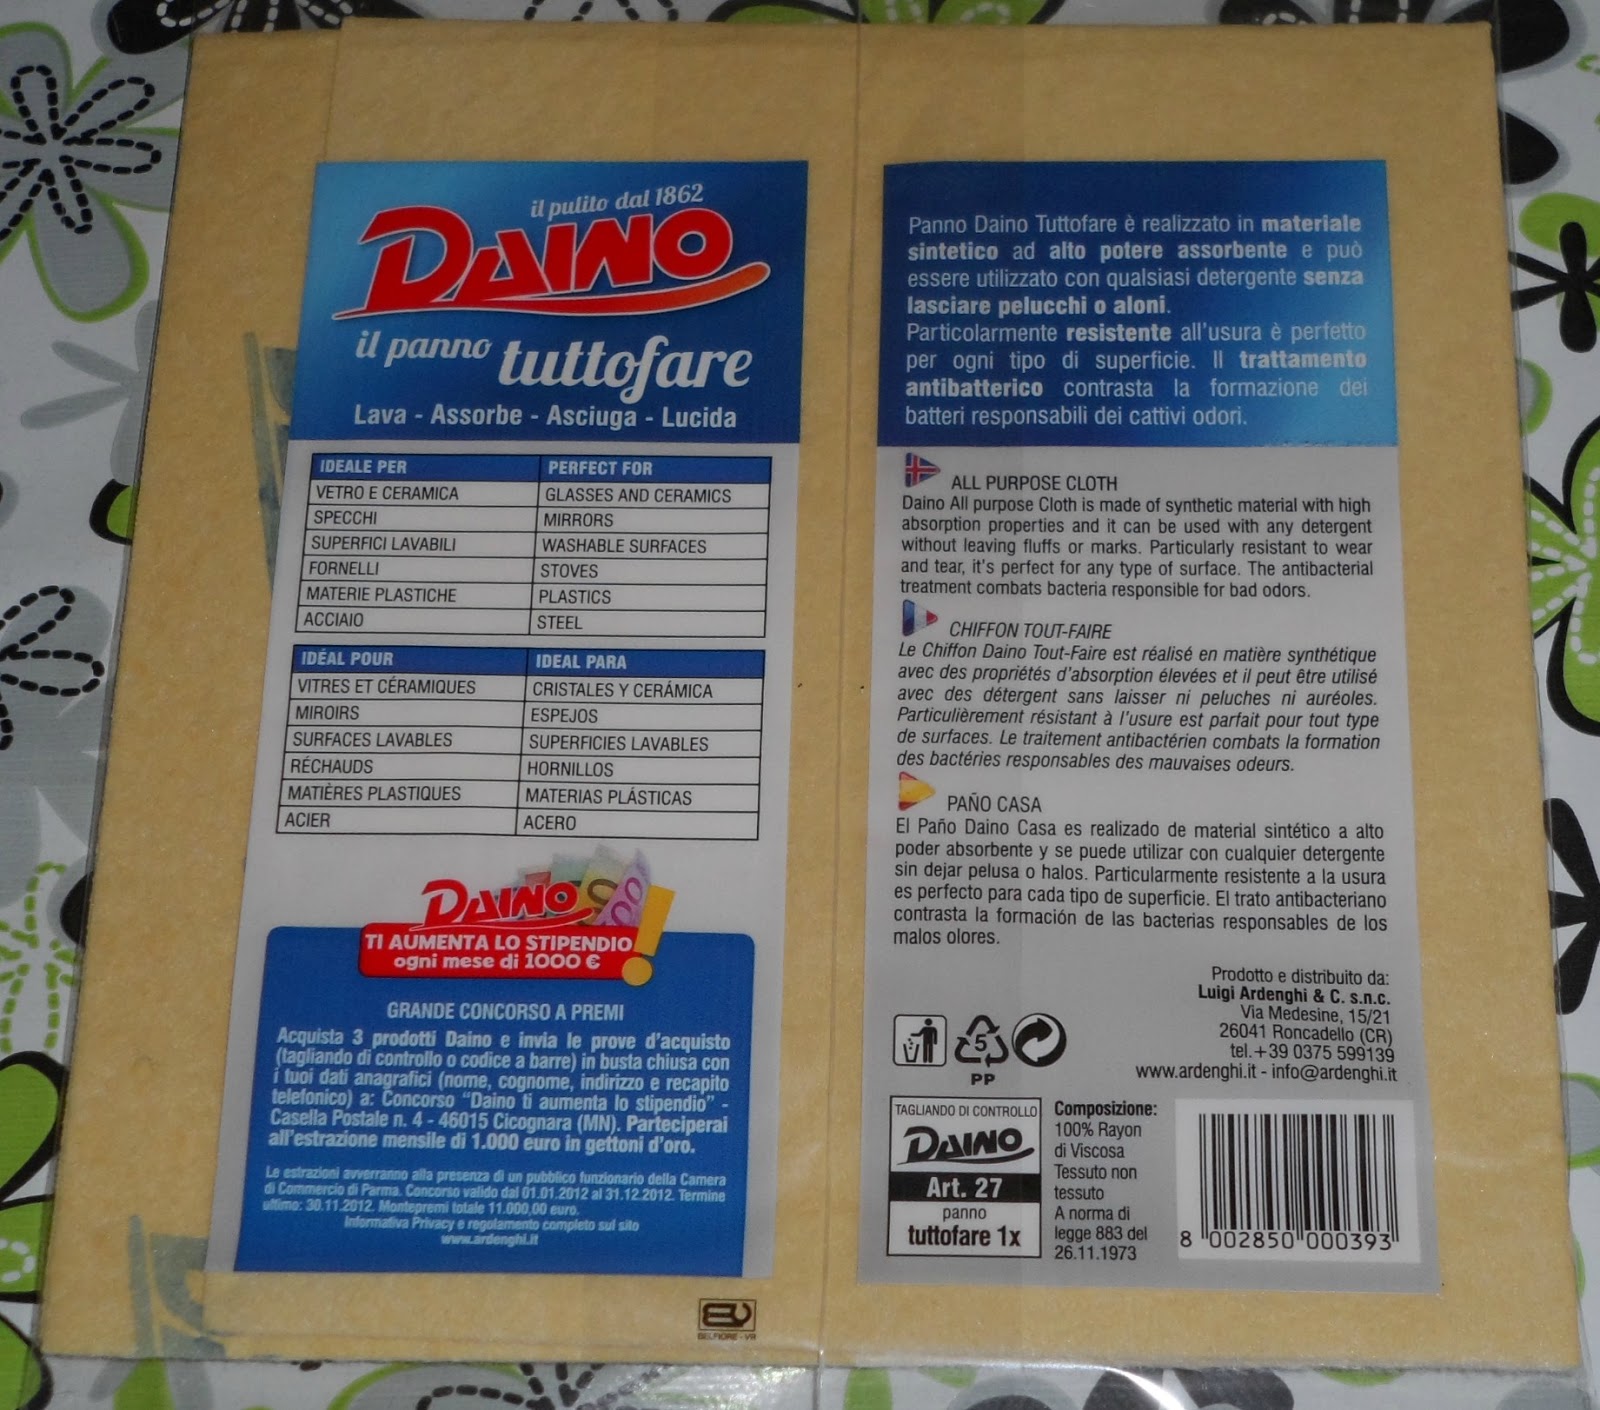 il pulito dal 1862
DAINO
il panno tuttofare
Lava - Assorbe - Asciuga - Lucida
IDEALE PER PERFECT FOR
VETRO E CERAMICA GLASSES AND CERAMICS
SPECCHI MIRRORS
SUPERFICI LAVABILI WASHABLE SURFACES
FORNELLI STOVES
MATERIE PLASTICHE PLASTICS
ACCIAIO STEEL
IDÉAL POUR IDEAL PARA
VITRES ET CÉRAMIQUES CRISTALES Y CERÁMICA
MIROIRS ESPEJOS
SURFACES LAVABLES SUPERFICIES LAVABLES
RÉCHAUDS HORNILLOS
MATIÈRES PLASTIQUES MATERIAS PLÁSTICAS
ACIER ACERO
DAINO
TI AUMENTA LO STIPENDIO
ogni mese di 1000 €
GRANDE CONCORSO A PREMI
Acquista 3 prodotti Daino e invia le prove d'acquisto
(tagliando di controllo o codice a barre) in busta chiusa con
i tuoi dati anagrafici (nome, cognome, indirizzo e recapito
telefonico) a: Concorso "Daino ti aumenta lo stipendio" -
Casella Postale n. 4 - 46015 Cicognara (MN). Parteciperai
all'estrazione mensile di 1.000 euro in gettoni d'oro.
Le estrazioni avverranno alla presenza di un pubblico funzionario della Camera
di Commercio di Parma. Concorso valido dal 01.01.2012 al 31.12.2012. Termine
ultimo: 30.11.2012. Montepremi totale 11.000,00 euro.
Informativa Privacy e regolamento completo sul sito
www.ardenghi.it
BELFIORE - VR
Panno Daino Tuttofare è realizzato in materiale
sintetico ad alto potere assorbente e può
essere utilizzato con qualsiasi detergente senza
lasciare pelucchi o aloni.
Particolarmente resistente all'usura è perfetto
per ogni tipo di superficie. Il trattamento
antibatterico contrasta la formazione dei
batteri responsabili dei cattivi odori.
ALL PURPOSE CLOTH
Daino All purpose Cloth is made of synthetic material with high
absorption properties and it can be used with any detergent
without leaving fluffs or marks. Particularly resistant to wear
and tear, it's perfect for any type of surface. The antibacterial
treatment combats bacteria responsible for bad odors.
CHIFFON TOUT-FAIRE
Le Chiffon Daino Tout-Faire est réalisé en matière synthétique
avec des propriétés d'absorption élevées et il peut être utilisé
avec des détergent sans laisser ni peluches ni auréoles.
Particulièrement résistant à l'usure est parfait pour tout type
de surfaces. Le traitement antibactérien combats la formation
des bactéries responsables des mauvaises odeurs.
PAÑO CASA
El Paño Daino Casa es realizado de material sintético a alto
poder absorbente y se puede utilizar con cualquier detergente
sin dejar pelusa o halos. Particularmente resistente a la usura
es perfecto para cada tipo de superficie. El trato antibacteriano
contrasta la formación de las bacterias responsables de los
malos olores.
Prodotto e distribuito da:
Luigi Ardenghi & C. s.n.c.
Via Medesine, 15/21
26041 Roncadello (CR)
tel.+39 0375 599139
www.ardenghi.it - info@ardenghi.it
5
PP
TAGLIANDO DI CONTROLLO
DAINO
Art. 27
panno
tuttofare 1x
Composizione:
100% Rayon
di Viscosa
Tessuto non
tessuto
A norma di
legge 883 del
26.11.1973
8 002850 000393